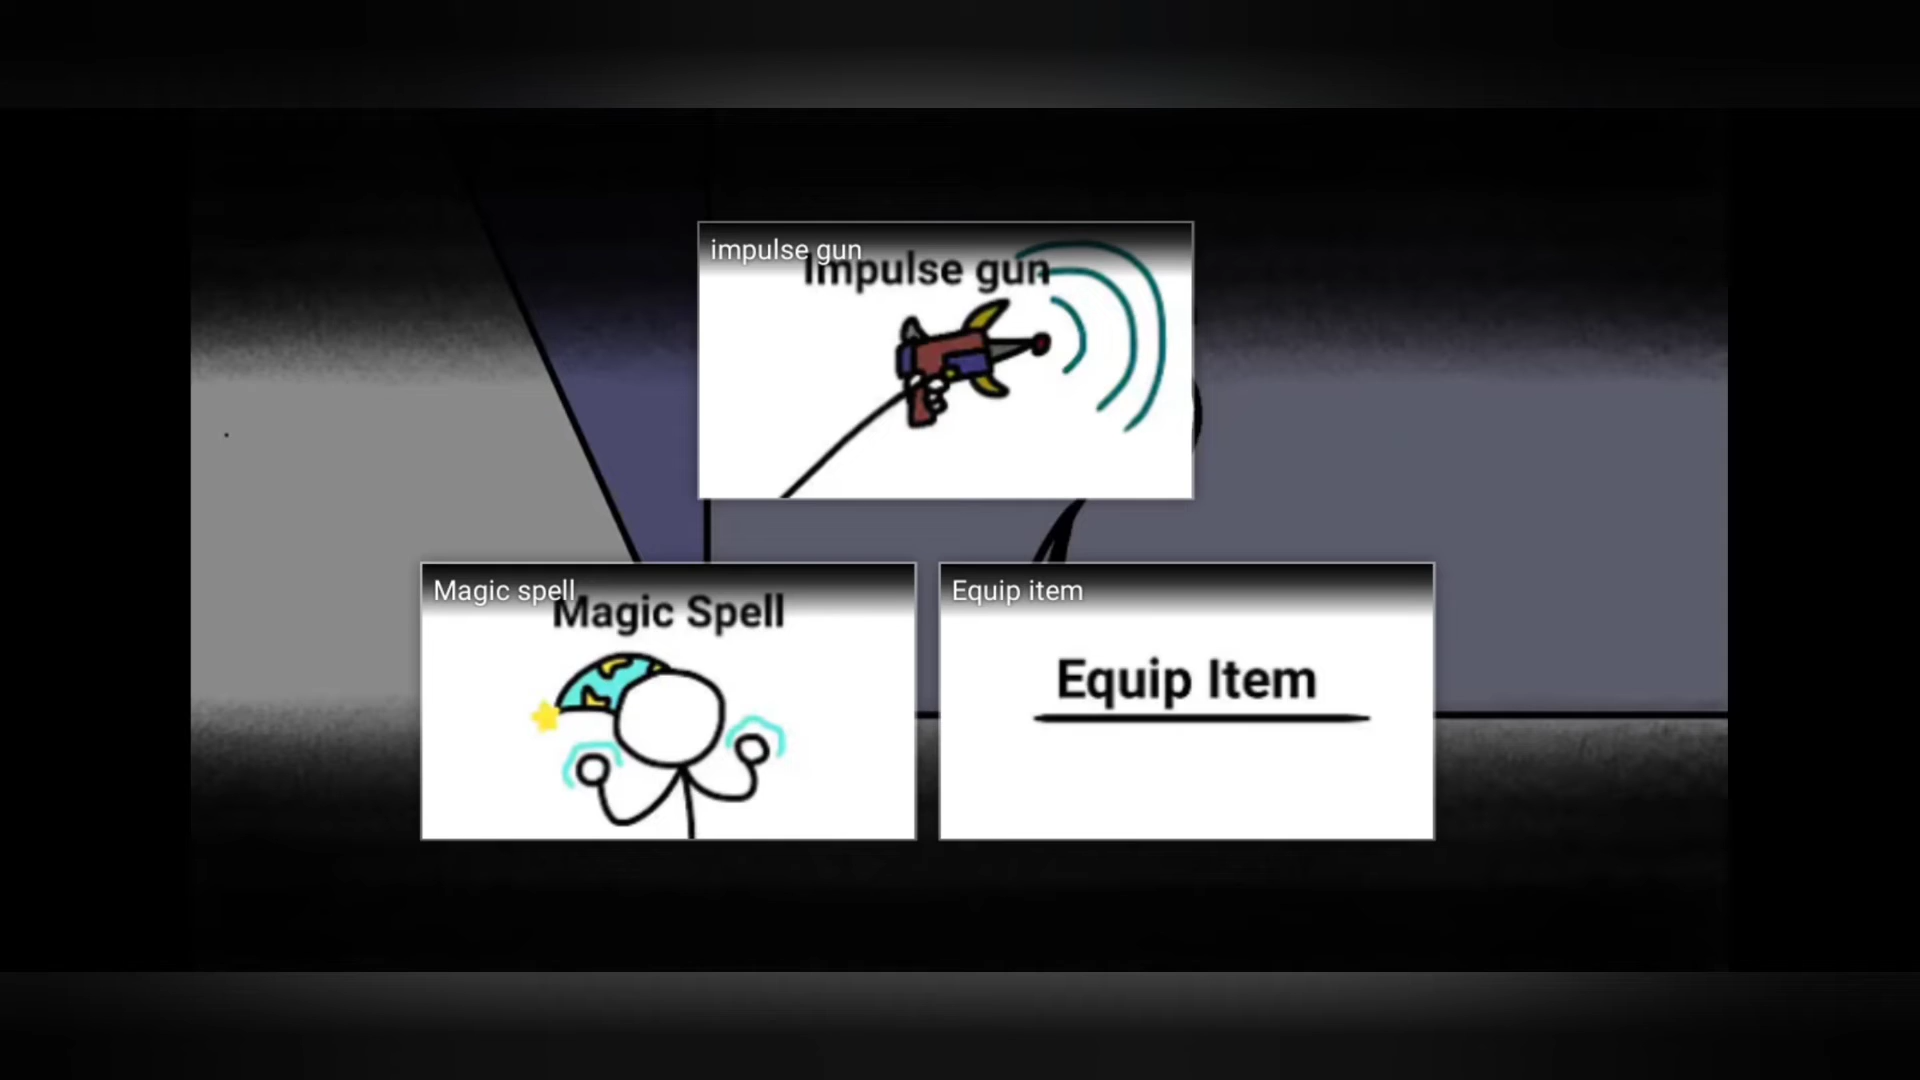 impulse gun
Impulse gun
Magic spell
Magic Spell
Equip item
Equip Item